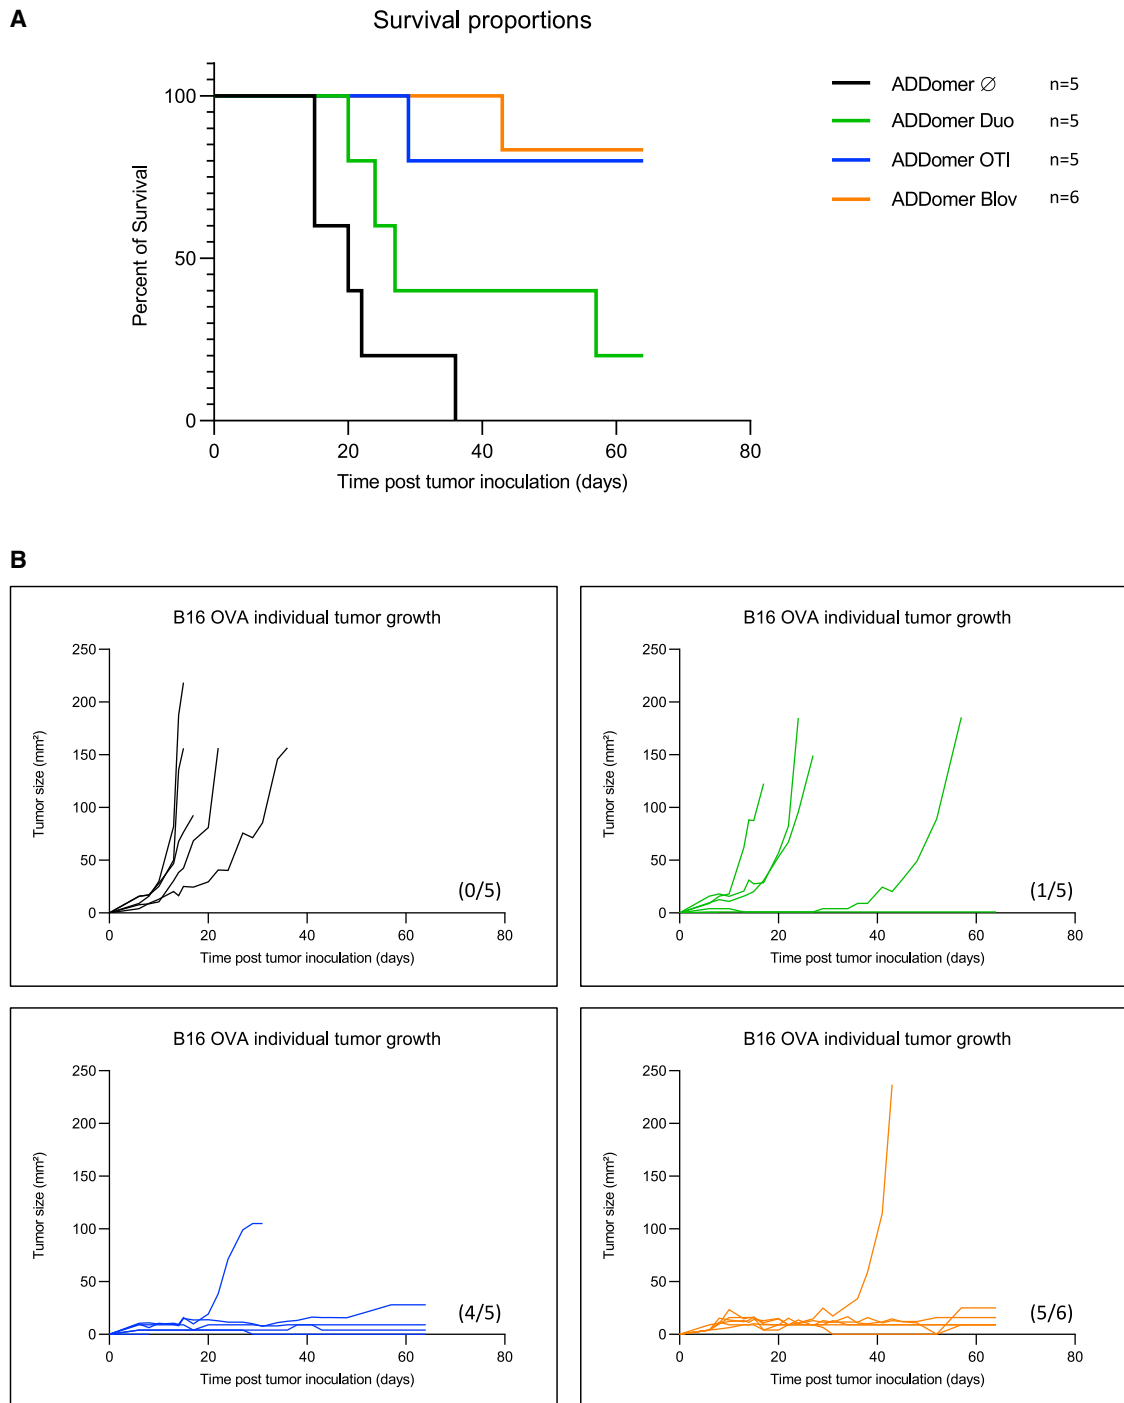 A
Survival proportions
Percent of Survival
100
50
0
0 20 40 60 80
Time post tumor inoculation (days)
ADDomer ∅ n=5
ADDomer Duo n=5
ADDomer OTI n=5
ADDomer Blov n=6
B
B16 OVA individual tumor growth
Tumor size (mm²)
250
200
150
100
50
0
(0/5)
0 20 40 60 80
Time post tumor inoculation (days)
B16 OVA individual tumor growth
Tumor size (mm²)
250
200
150
100
50
0
(1/5)
0 20 40 60 80
Time post tumor inoculation (days)
B16 OVA individual tumor growth
Tumor size (mm²)
250
200
150
100
50
0
(4/5)
0 20 40 60 80
Time post tumor inoculation (days)
B16 OVA individual tumor growth
Tumor size (mm²)
250
200
150
100
50
0
(5/6)
0 20 40 60 80
Time post tumor inoculation (days)